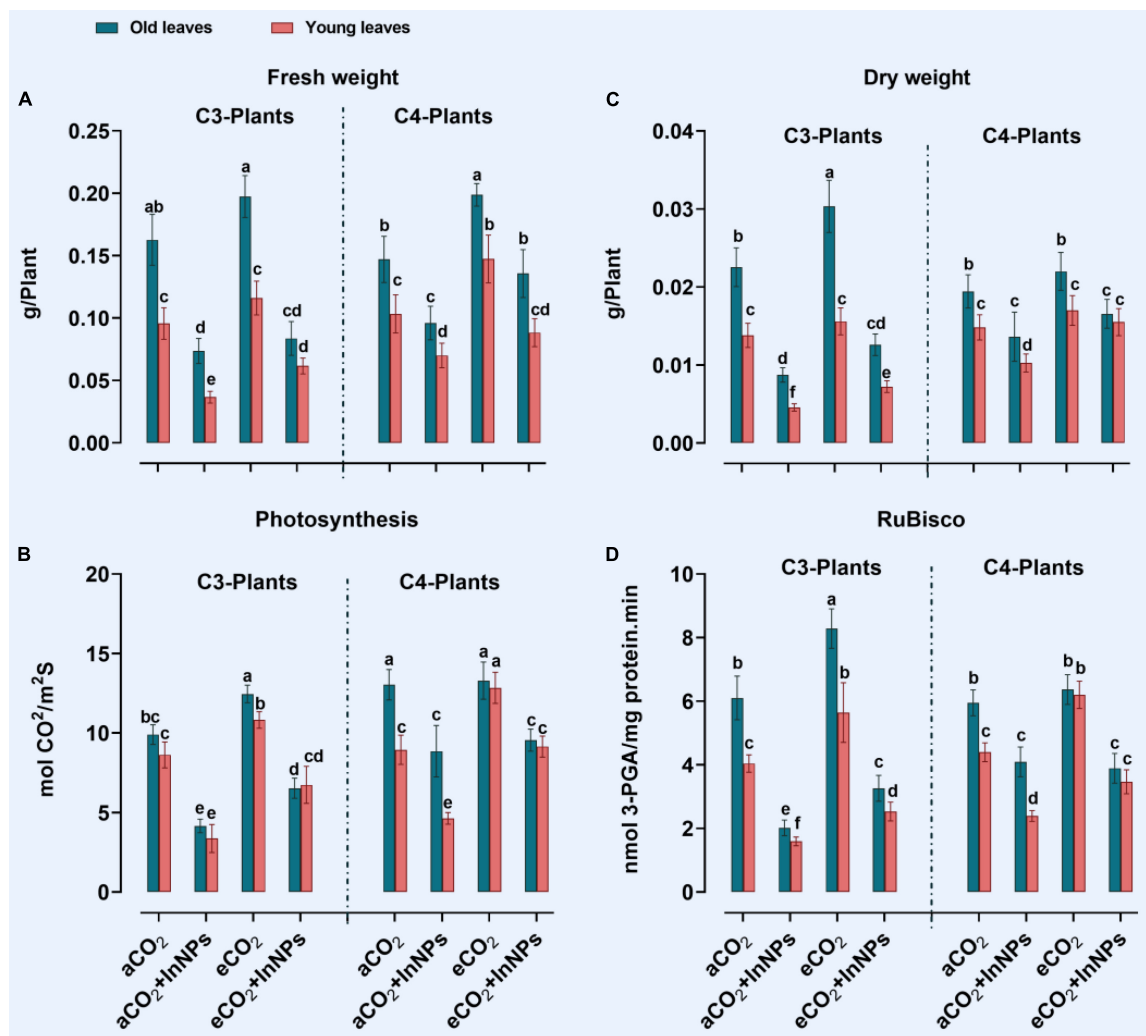 Old leaves Young leaves
Fresh weight
A
C3-Plants C4-Plants
g/Plant
0.25
0.20
0.15
0.10
0.05
0.00
ab c d e a c cd d b c c d a b b cd
Dry weight
C
C3-Plants C4-Plants
g/Plant
0.04
0.03
0.02
0.01
0.00
b c d f a c cd e b c c d b c c c
Photosynthesis
B
C3-Plants C4-Plants
mol CO²/m²S
20
15
10
5
0
bc c e e a b d cd a c c e a a c c
aCO₂ aCO₂+InNPs eCO₂ eCO₂+InNPs aCO₂ aCO₂+InNPs eCO₂ eCO₂+InNPs
RuBisco
D
C3-Plants C4-Plants
nmol 3-PGA/mg protein.min
10
8
6
4
2
0
b c e f a b c d b c c d b b c c
aCO₂ aCO₂+InNPs eCO₂ eCO₂+InNPs aCO₂ aCO₂+InNPs eCO₂ eCO₂+InNPs